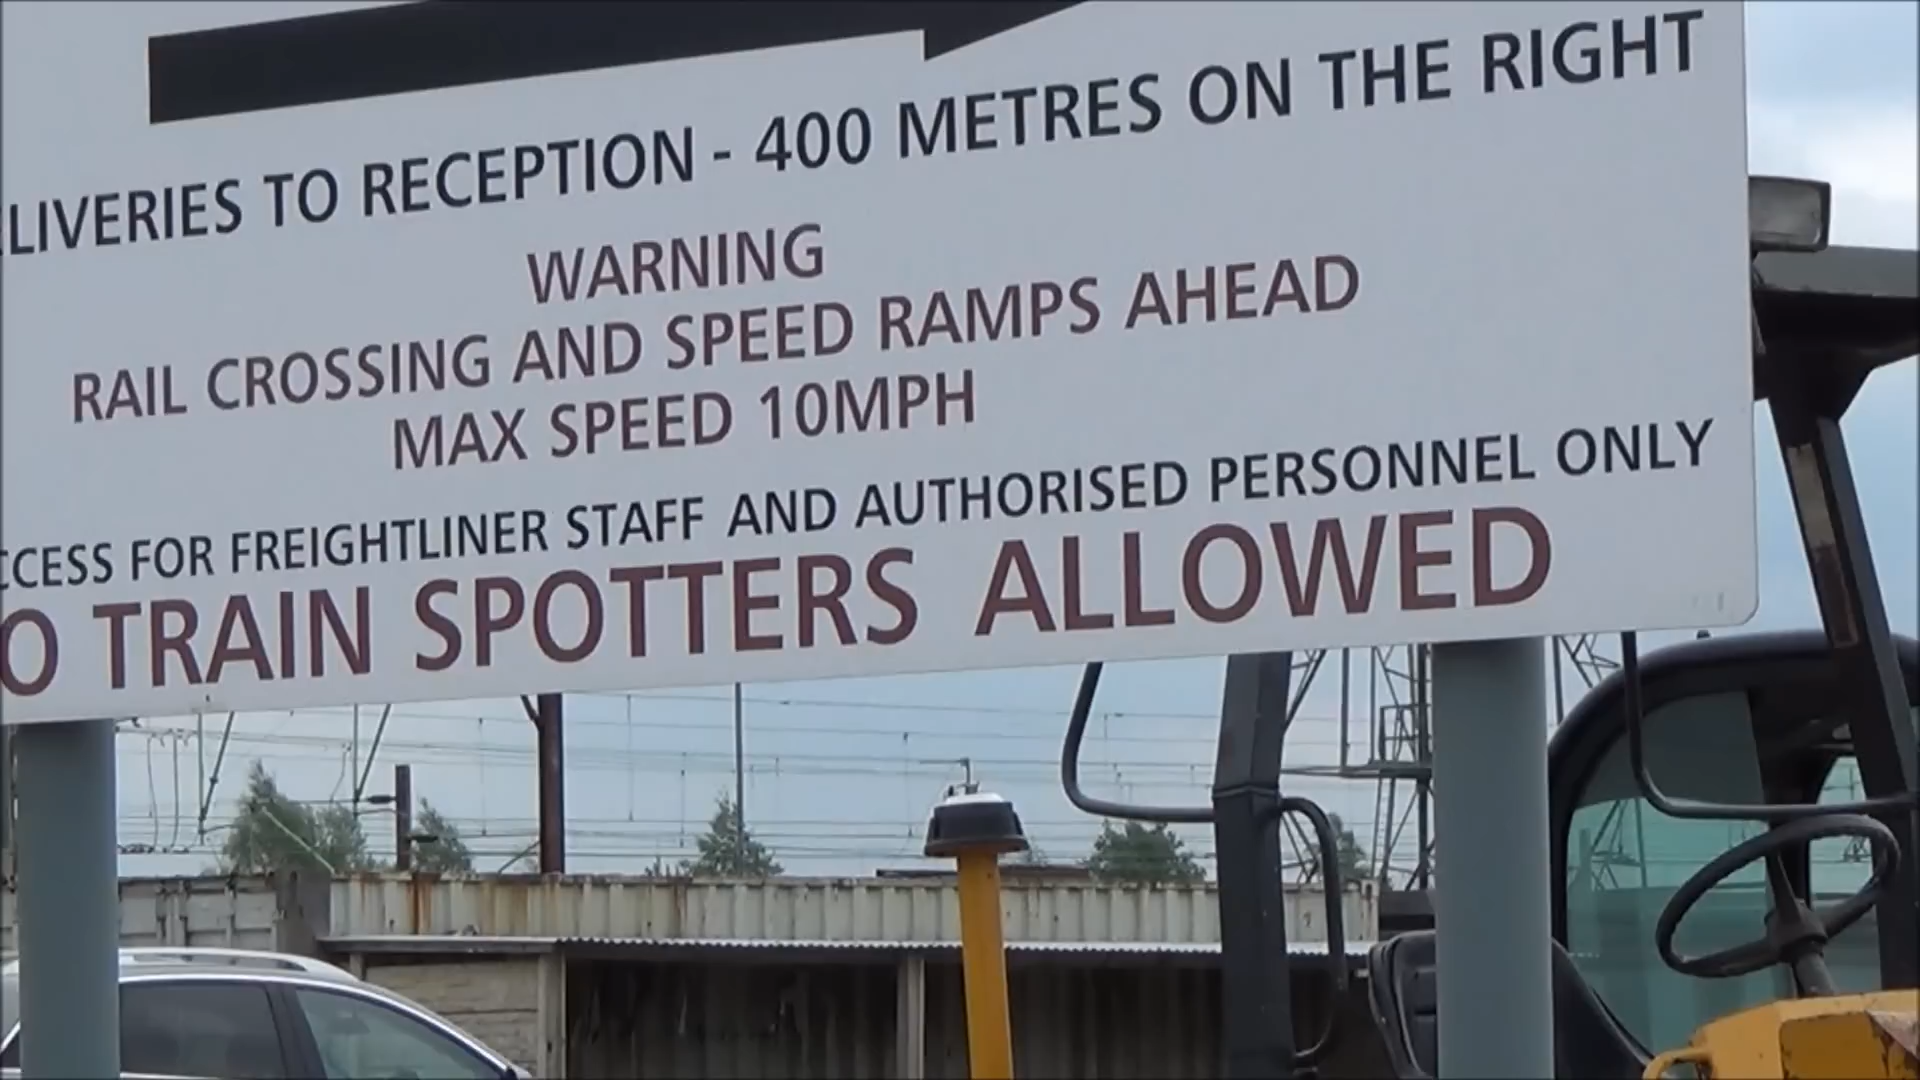 ELIVERIES TO RECEPTION - 400 METRES ON THE RIGHT
WARNING
RAIL CROSSING AND SPEED RAMPS AHEAD
MAX SPEED 10MPH
CCESS FOR FREIGHTLINER STAFF AND AUTHORISED PERSONNEL ONLY
O TRAIN SPOTTERS ALLOWED